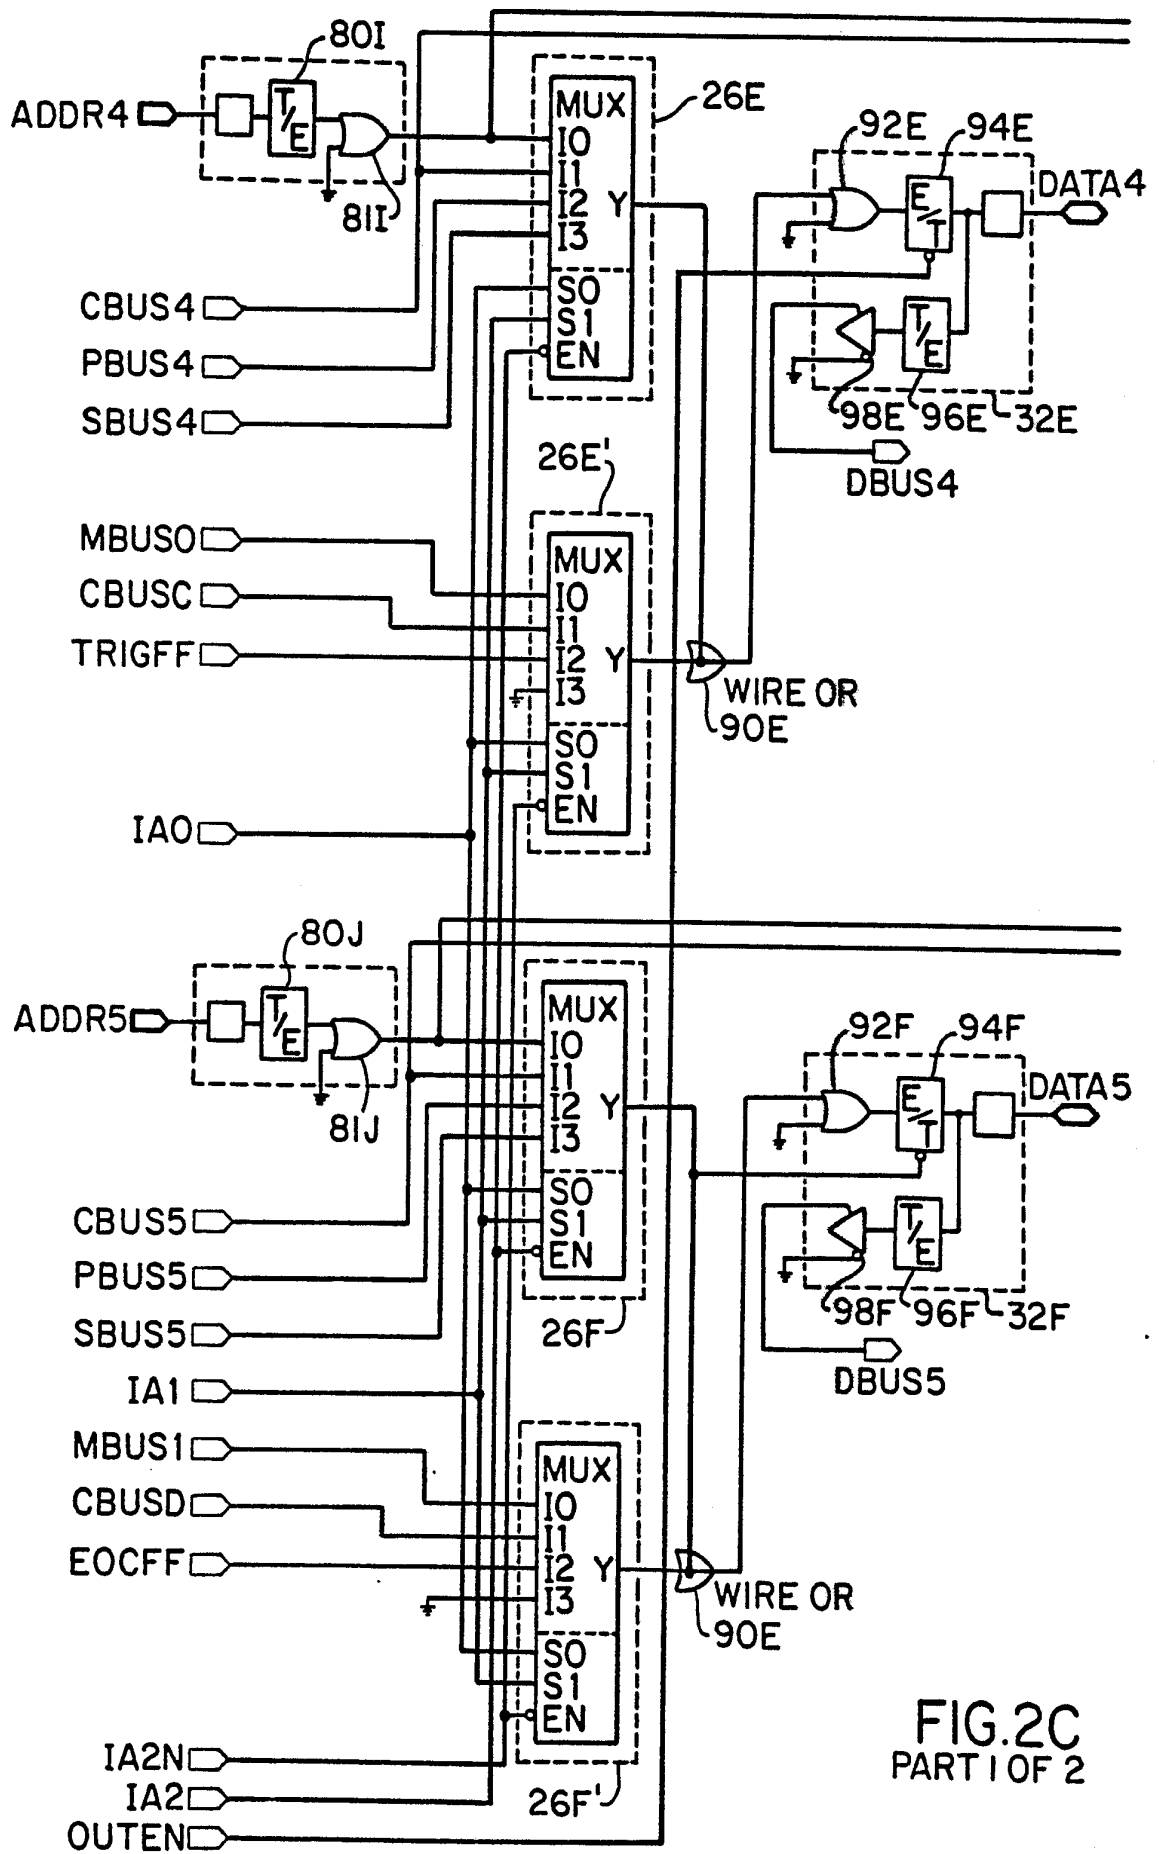 80I
ADDR4
T/E
81I
MUX
I0
I1
I2
I3
Y
S0
S1
EN
26E
92E
94E
E/T
DATA4
T/E
98E
96E
32E
DBUS4
CBUS4
PBUS4
SBUS4
26E'
MBUS0
CBUSC
TRIGFF
MUX
I0
I1
I2
I3
Y
S0
S1
EN
WIRE OR
90E
IA0
80J
ADDR5
T/E
81J
MUX
I0
I1
I2
I3
Y
S0
S1
EN
26F
92F
94F
E/T
DATA5
T/E
98F
96F
32F
DBUS5
CBUS5
PBUS5
SBUS5
IA1
MBUS1
CBUSD
EOCFF
MUX
I0
I1
I2
I3
Y
S0
S1
EN
WIRE OR
90E
IA2N
IA2
OUTEN
26F'
FIG.2C
PART 1 OF 2